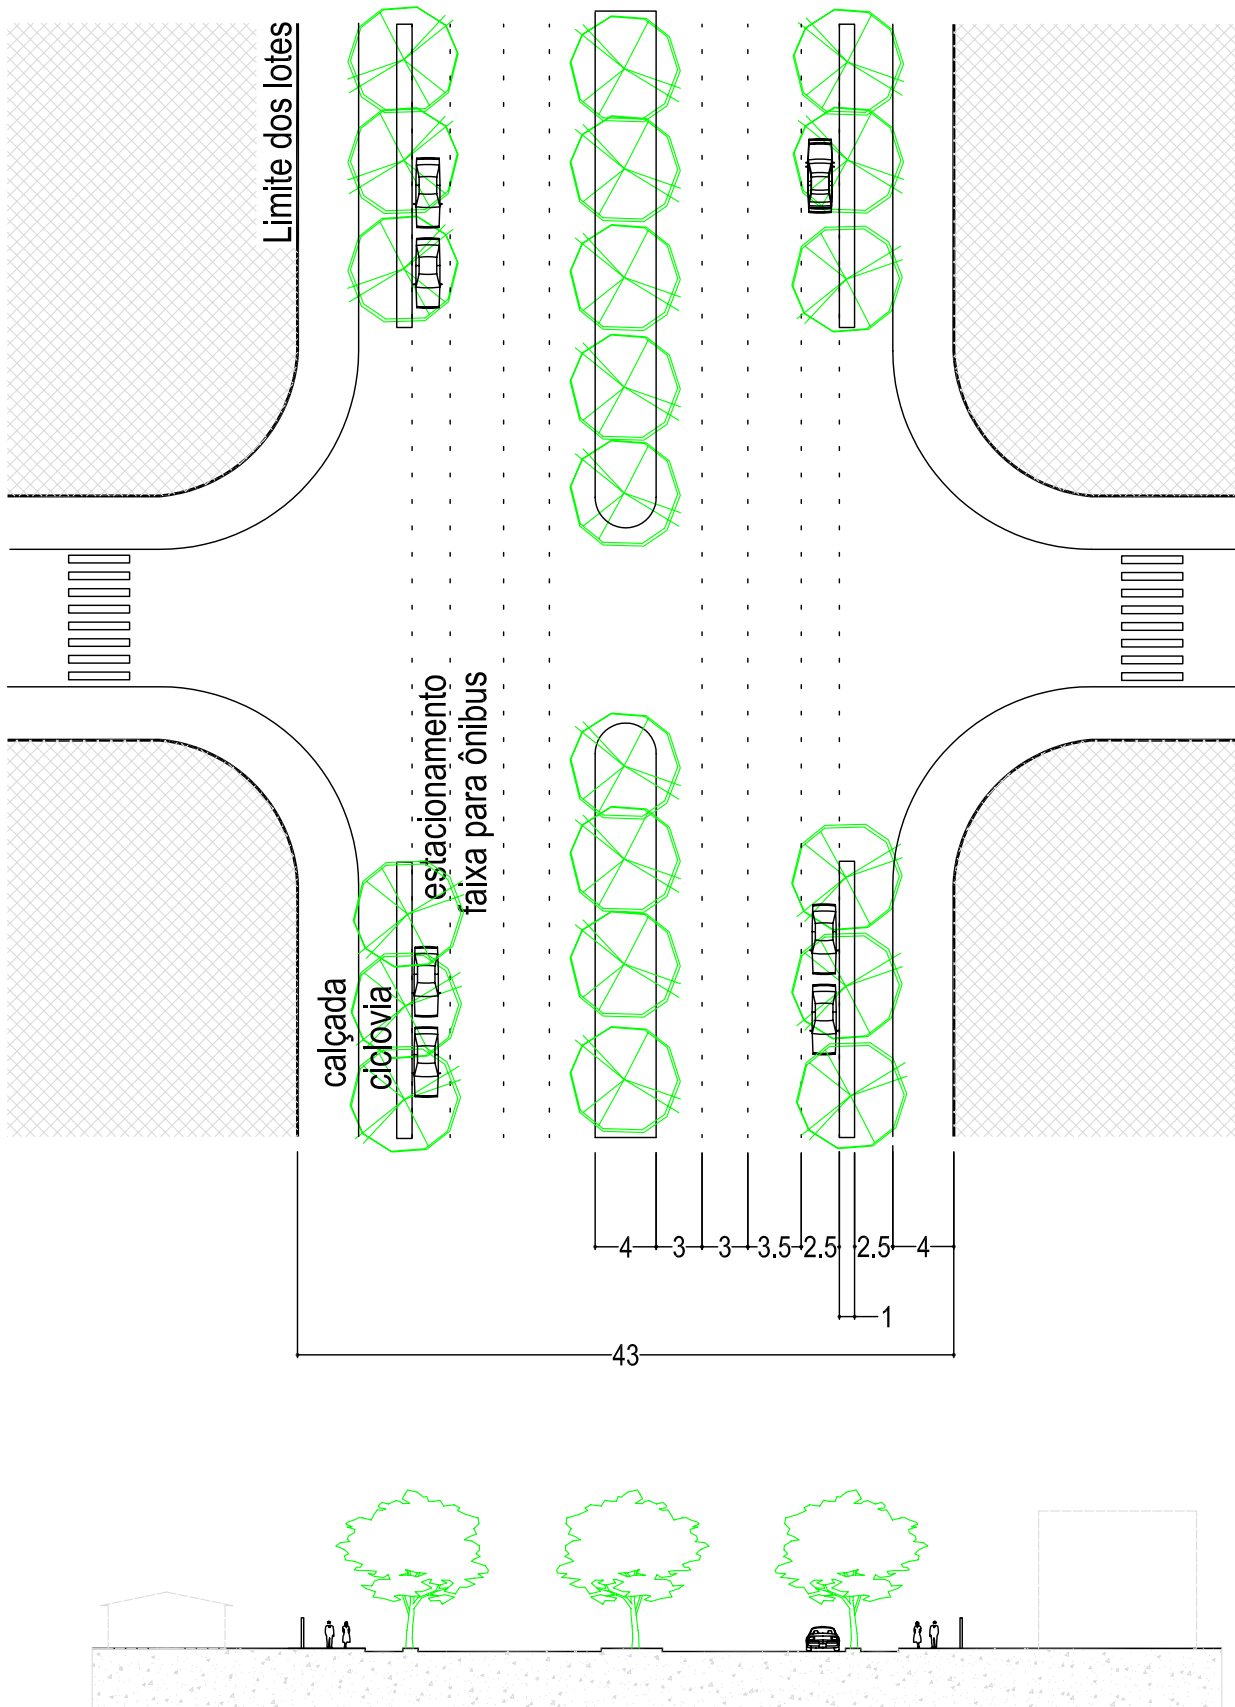 Limite dos lotes
estacionamento
faixa para ônibus
calçada
ciclovia
4
3
3
3.5
2.5
2.5
4
1
43